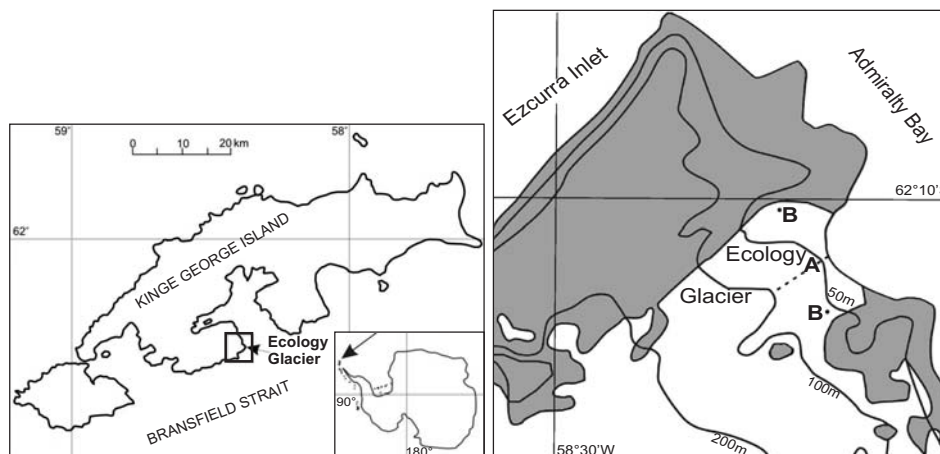 59°
58°
0 10 20 km
62°
KINGE GEORGE ISLAND
Ecology
Glacier
BRANSFIELD STRAIT
90°
180°
Ezcurra Inlet
Admiralty Bay
62°10'S
B
Ecology
A
Glacier
50m
B
100m
200m
58°30'W